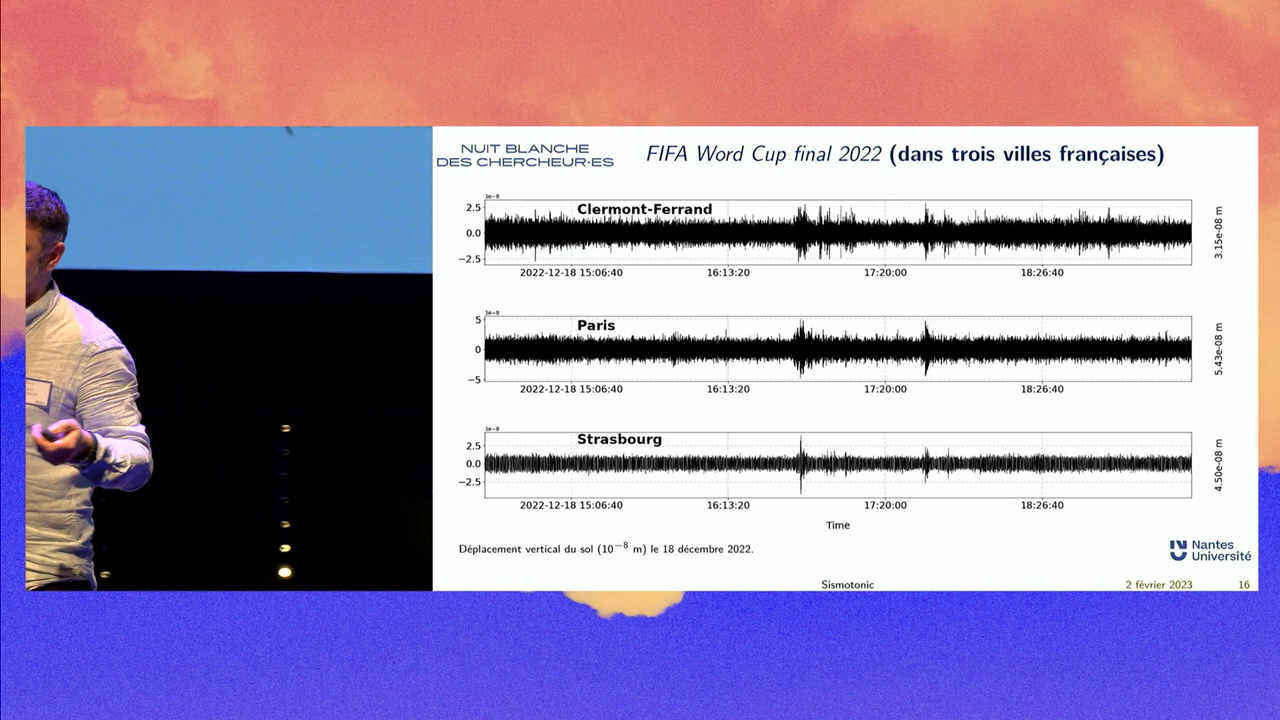 NUIT BLANCHE
DES CHERCHEUR·ES
FIFA Word Cup final 2022 (dans trois villes françaises)
1e-8
Clermont-Ferrand
2.5
0.0
−2.5
3.15e-08 m
2022-12-18 15:06:40 16:13:20 17:20:00 18:26:40
1e-8
Paris
5
0
−5
5.43e-08 m
2022-12-18 15:06:40 16:13:20 17:20:00 18:26:40
1e-8
Strasbourg
2.5
0.0
−2.5
4.50e-08 m
2022-12-18 15:06:40 16:13:20 17:20:00 18:26:40
Time
Déplacement vertical du sol (10⁻⁸ m) le 18 décembre 2022.
Nantes
Université
Sismotonic 2 février 2023 16